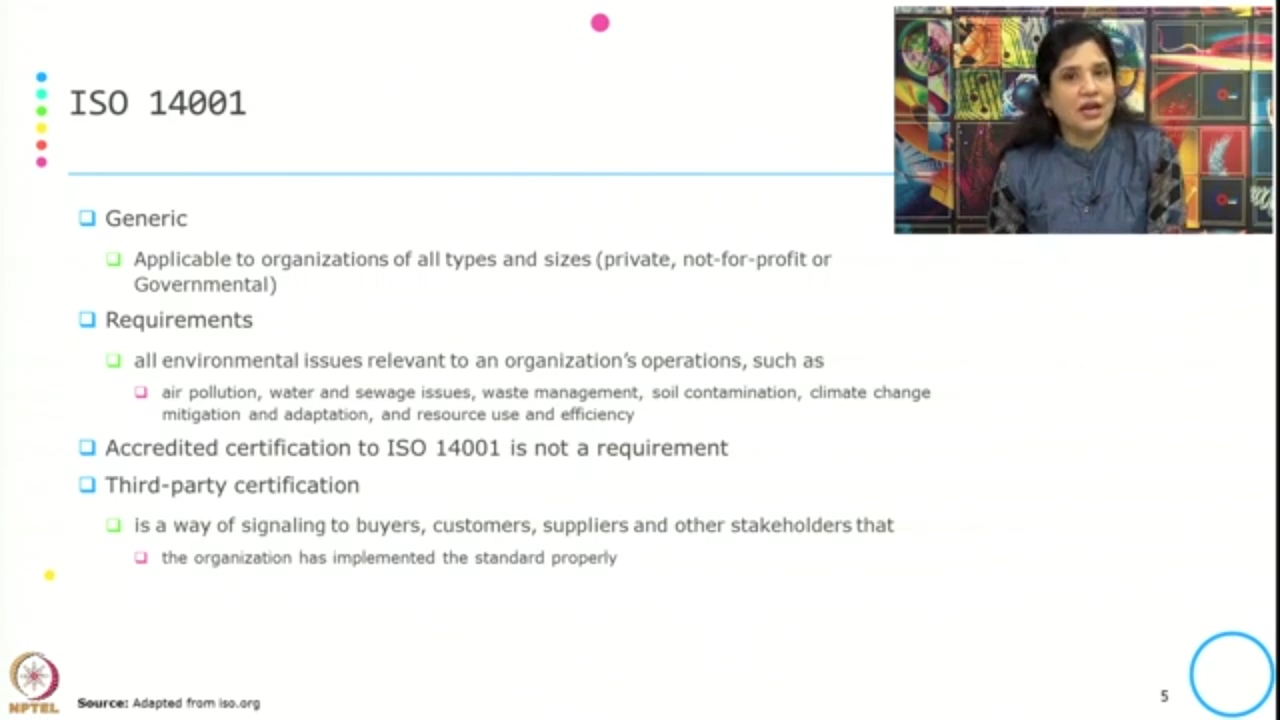 ISO 14001
Generic
Applicable to organizations of all types and sizes (private, not-for-profit or
Governmental)
Requirements
all environmental issues relevant to an organization's operations, such as
air pollution, water and sewage issues, waste management, soil contamination, climate change
mitigation and adaptation, and resource use and efficiency
Accredited certification to ISO 14001 is not a requirement
Third-party certification
is a way of signaling to buyers, customers, suppliers and other stakeholders that
the organization has implemented the standard properly
NPTEL
Source: Adapted from iso.org
5